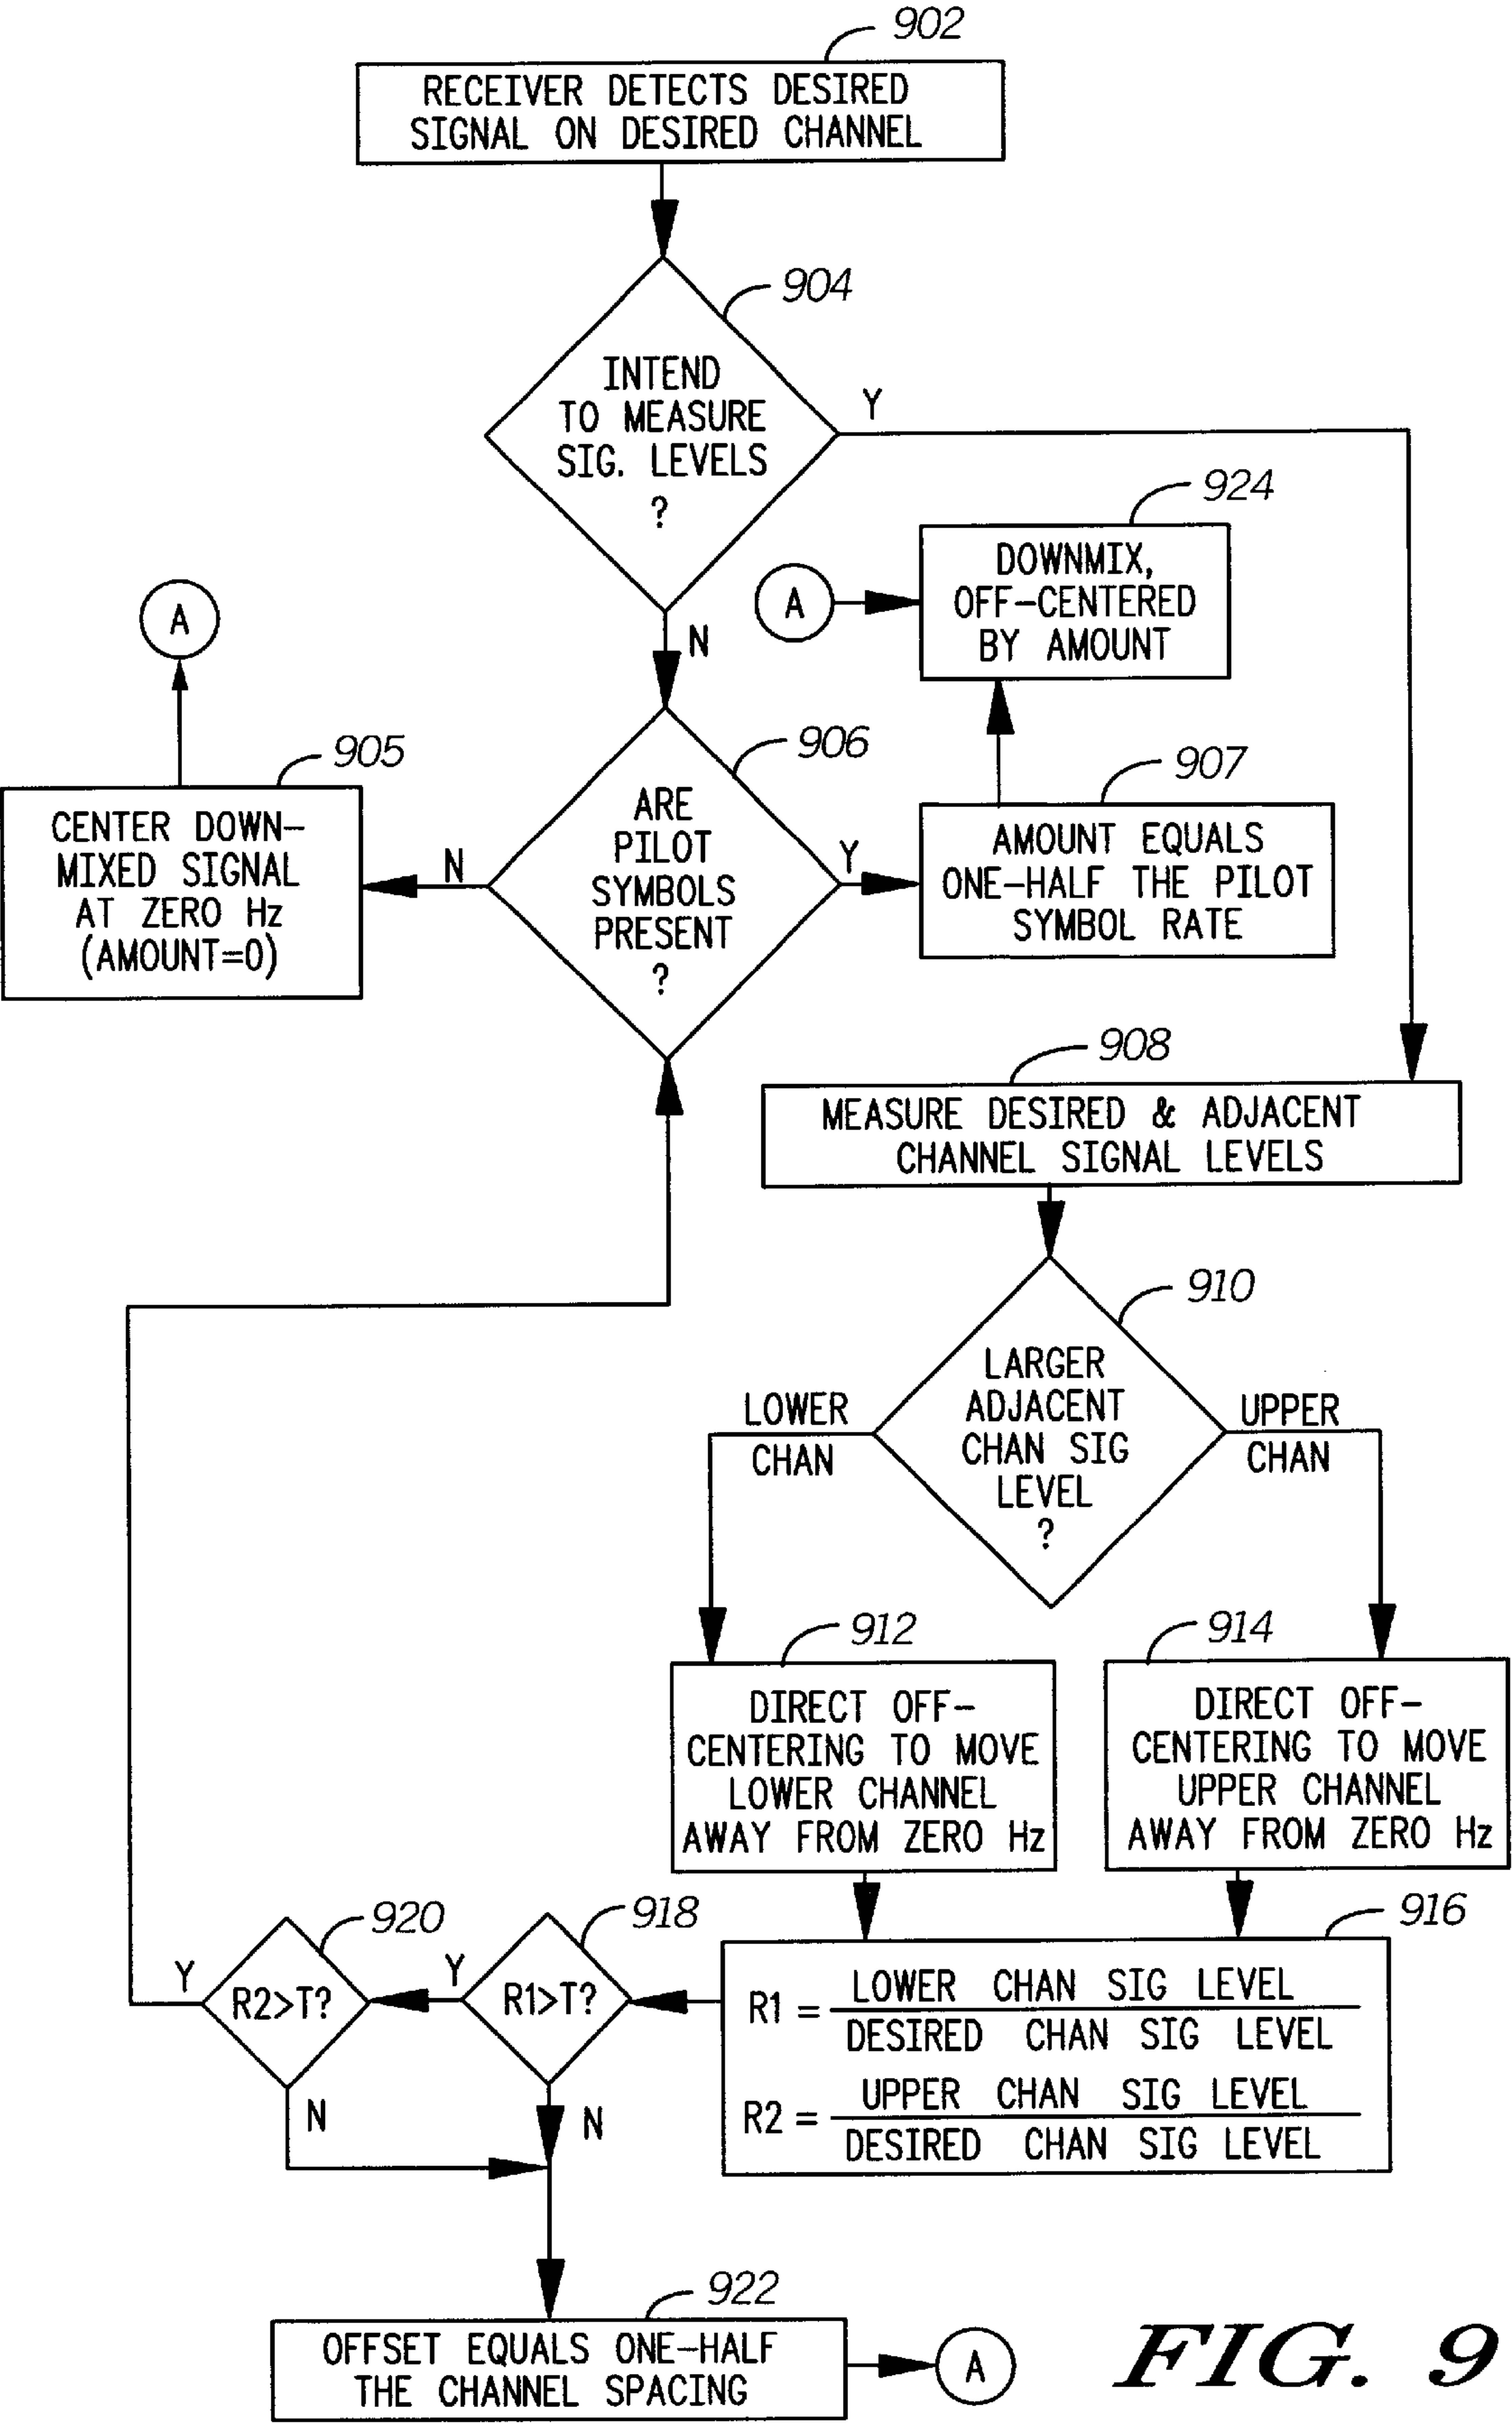 902
RECEIVER DETECTS DESIRED
SIGNAL ON DESIRED CHANNEL
904
INTEND
TO MEASURE
SIG. LEVELS
?
Y
N
924
DOWNMIX,
OFF-CENTERED
BY AMOUNT
A
A
905
CENTER DOWN-
MIXED SIGNAL
AT ZERO Hz
(AMOUNT=0)
N
906
ARE
PILOT
SYMBOLS
PRESENT
?
Y
907
AMOUNT EQUALS
ONE-HALF THE PILOT
SYMBOL RATE
908
MEASURE DESIRED & ADJACENT
CHANNEL SIGNAL LEVELS
910
LARGER
ADJACENT
CHAN SIG
LEVEL
?
LOWER
CHAN
UPPER
CHAN
912
DIRECT OFF-
CENTERING TO MOVE
LOWER CHANNEL
AWAY FROM ZERO Hz
914
DIRECT OFF-
CENTERING TO MOVE
UPPER CHANNEL
AWAY FROM ZERO Hz
916
R1 = LOWER CHAN SIG LEVEL
DESIRED CHAN SIG LEVEL
R2 = UPPER CHAN SIG LEVEL
DESIRED CHAN SIG LEVEL
918
R1>T?
Y
N
920
R2>T?
Y
N
922
OFFSET EQUALS ONE-HALF
THE CHANNEL SPACING
A
FIG. 9